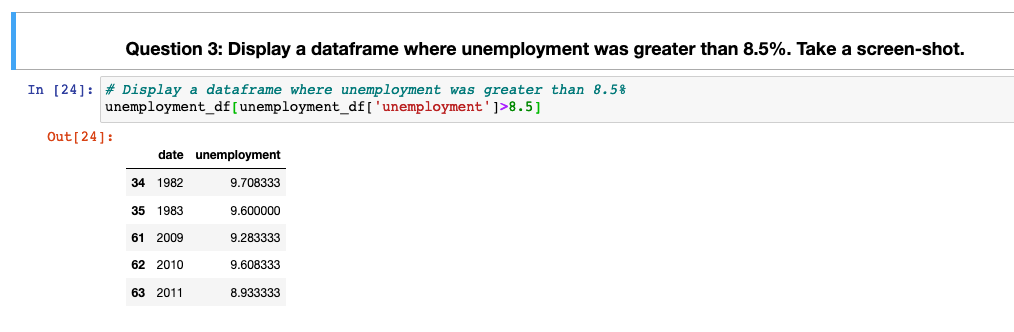 Question 3: Display a dataframe where unemployment was greater than 8.5%. Take a screen-shot.
In [24]: # Display a dataframe where unemployment was greater than 8.5%
unemployment_df[unemployment_df['unemployment']>8.5]
Out[24]:
date unemployment
34 1982 9.708333
35 1983 9.600000
61 2009 9.283333
62 2010 9.608333
63 2011 8.933333